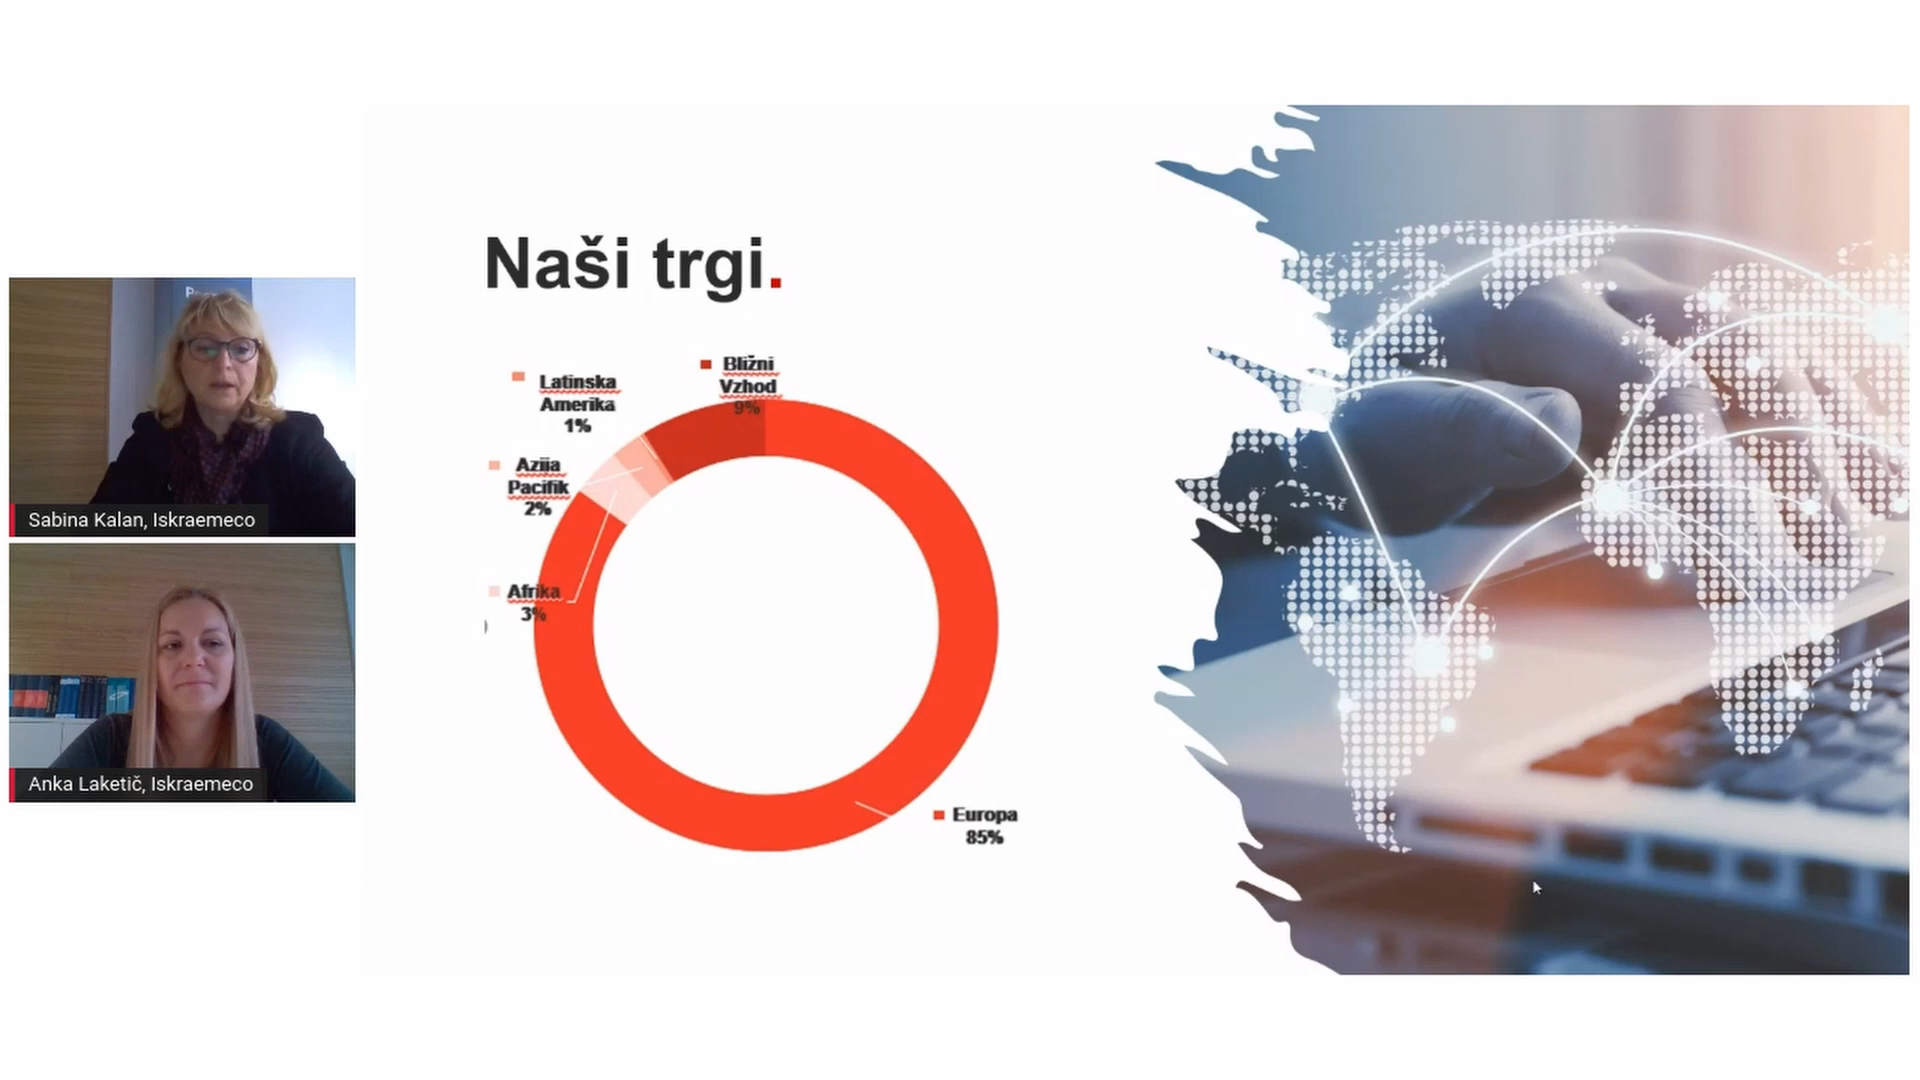 Naši trgi.
Bližni
Vzhod
9%
Latinska
Amerika
1%
Azija
Pacifik
2%
Afrika
3%
Europa
85%
Sabina Kalan, Iskraemeco
Anka Laketič, Iskraemeco